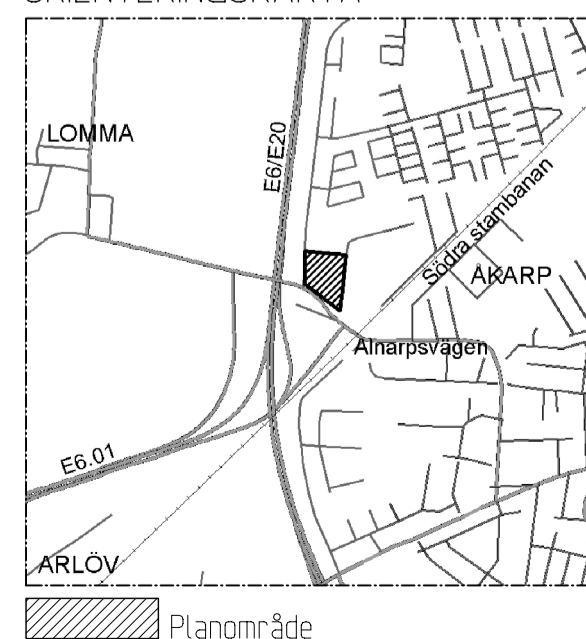 LOMMA
E6/E20
Södra stambanan
ÅKARP
Alnarpsvägen
E6.01
ARLÖV
Planområde